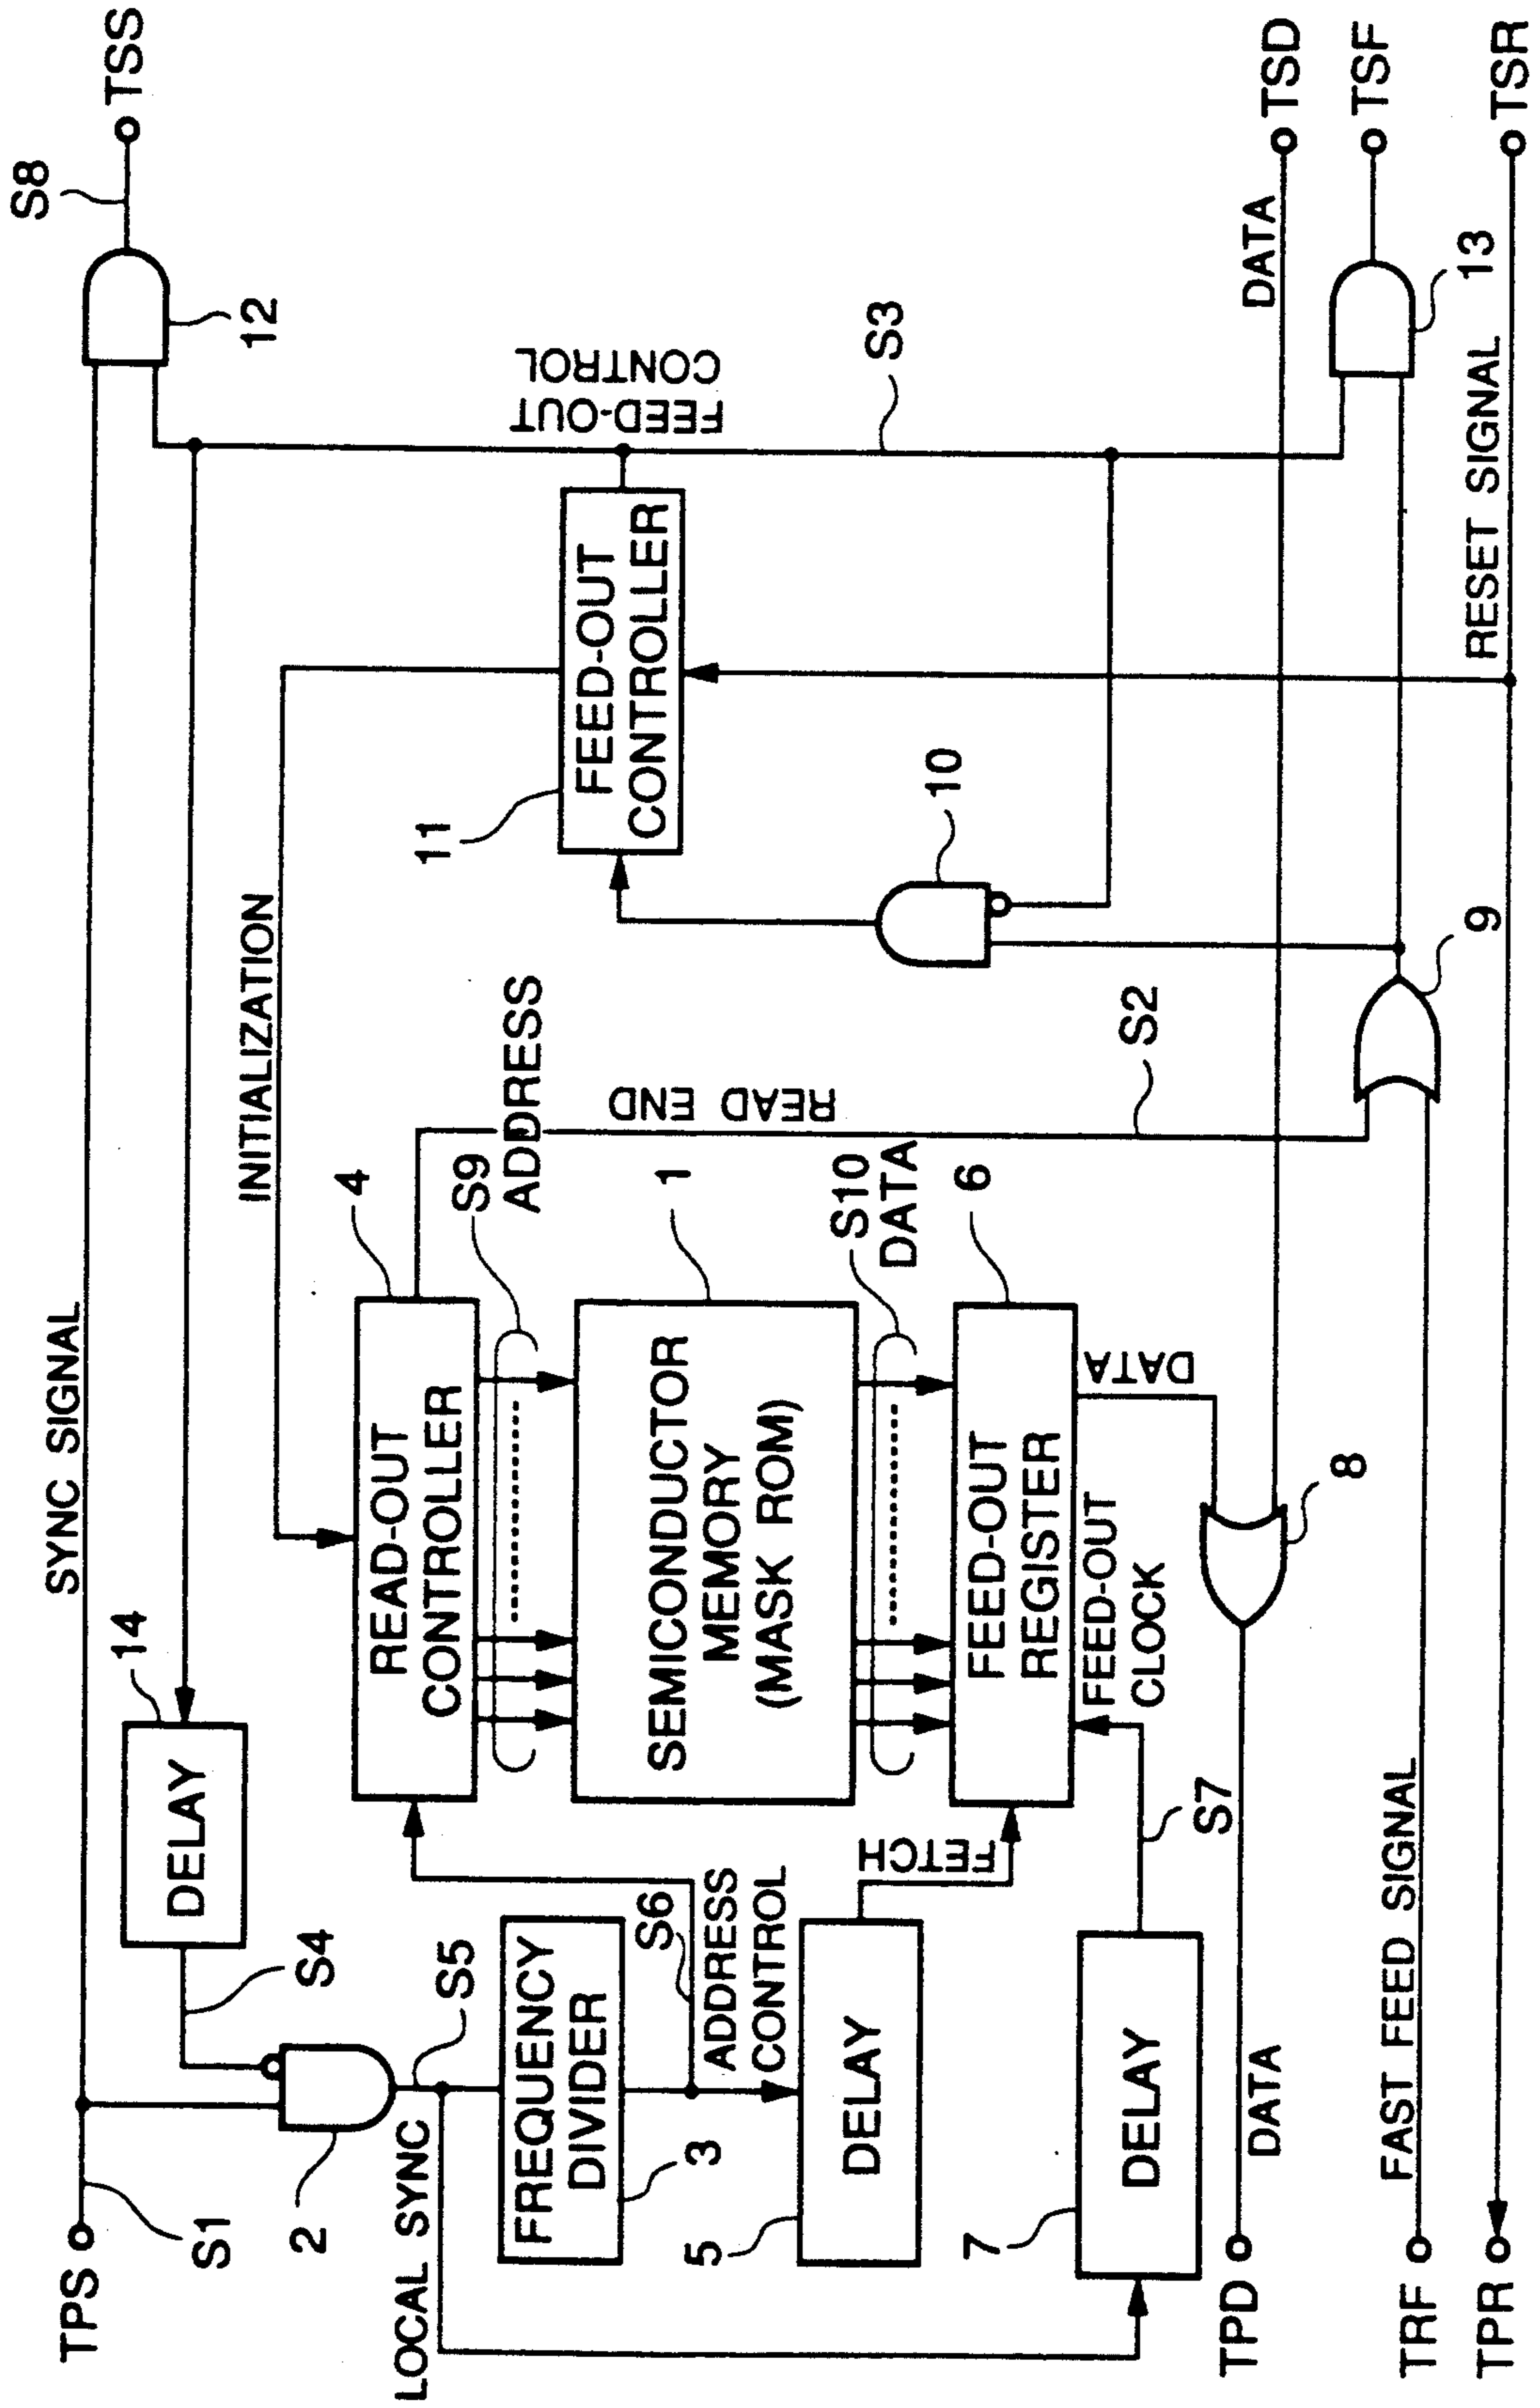 TPS
S1
SYNC SIGNAL
S8
TSS
12
2
S4
DELAY
14
LOCAL SYNC
S5
FREQUENCY
DIVIDER
3
S6
ADDRESS
CONTROL
INITIALIZATION
4
READ-OUT
CONTROLLER
S9
ADDRESS
1
SEMICONDUCTOR
MEMORY
(MASK ROM)
S10
DATA
6
FEED-OUT
REGISTER
FETCH
5
DELAY
7
DELAY
S7
FEED-OUT
CLOCK
DATA
8
READ END
S2
11
FEED-OUT
CONTROLLER
FEED-OUT
CONTROL
S3
10
9
13
TPD
DATA
DATA
TSD
TRF
FAST FEED SIGNAL
TSF
TPR
RESET SIGNAL
TSR